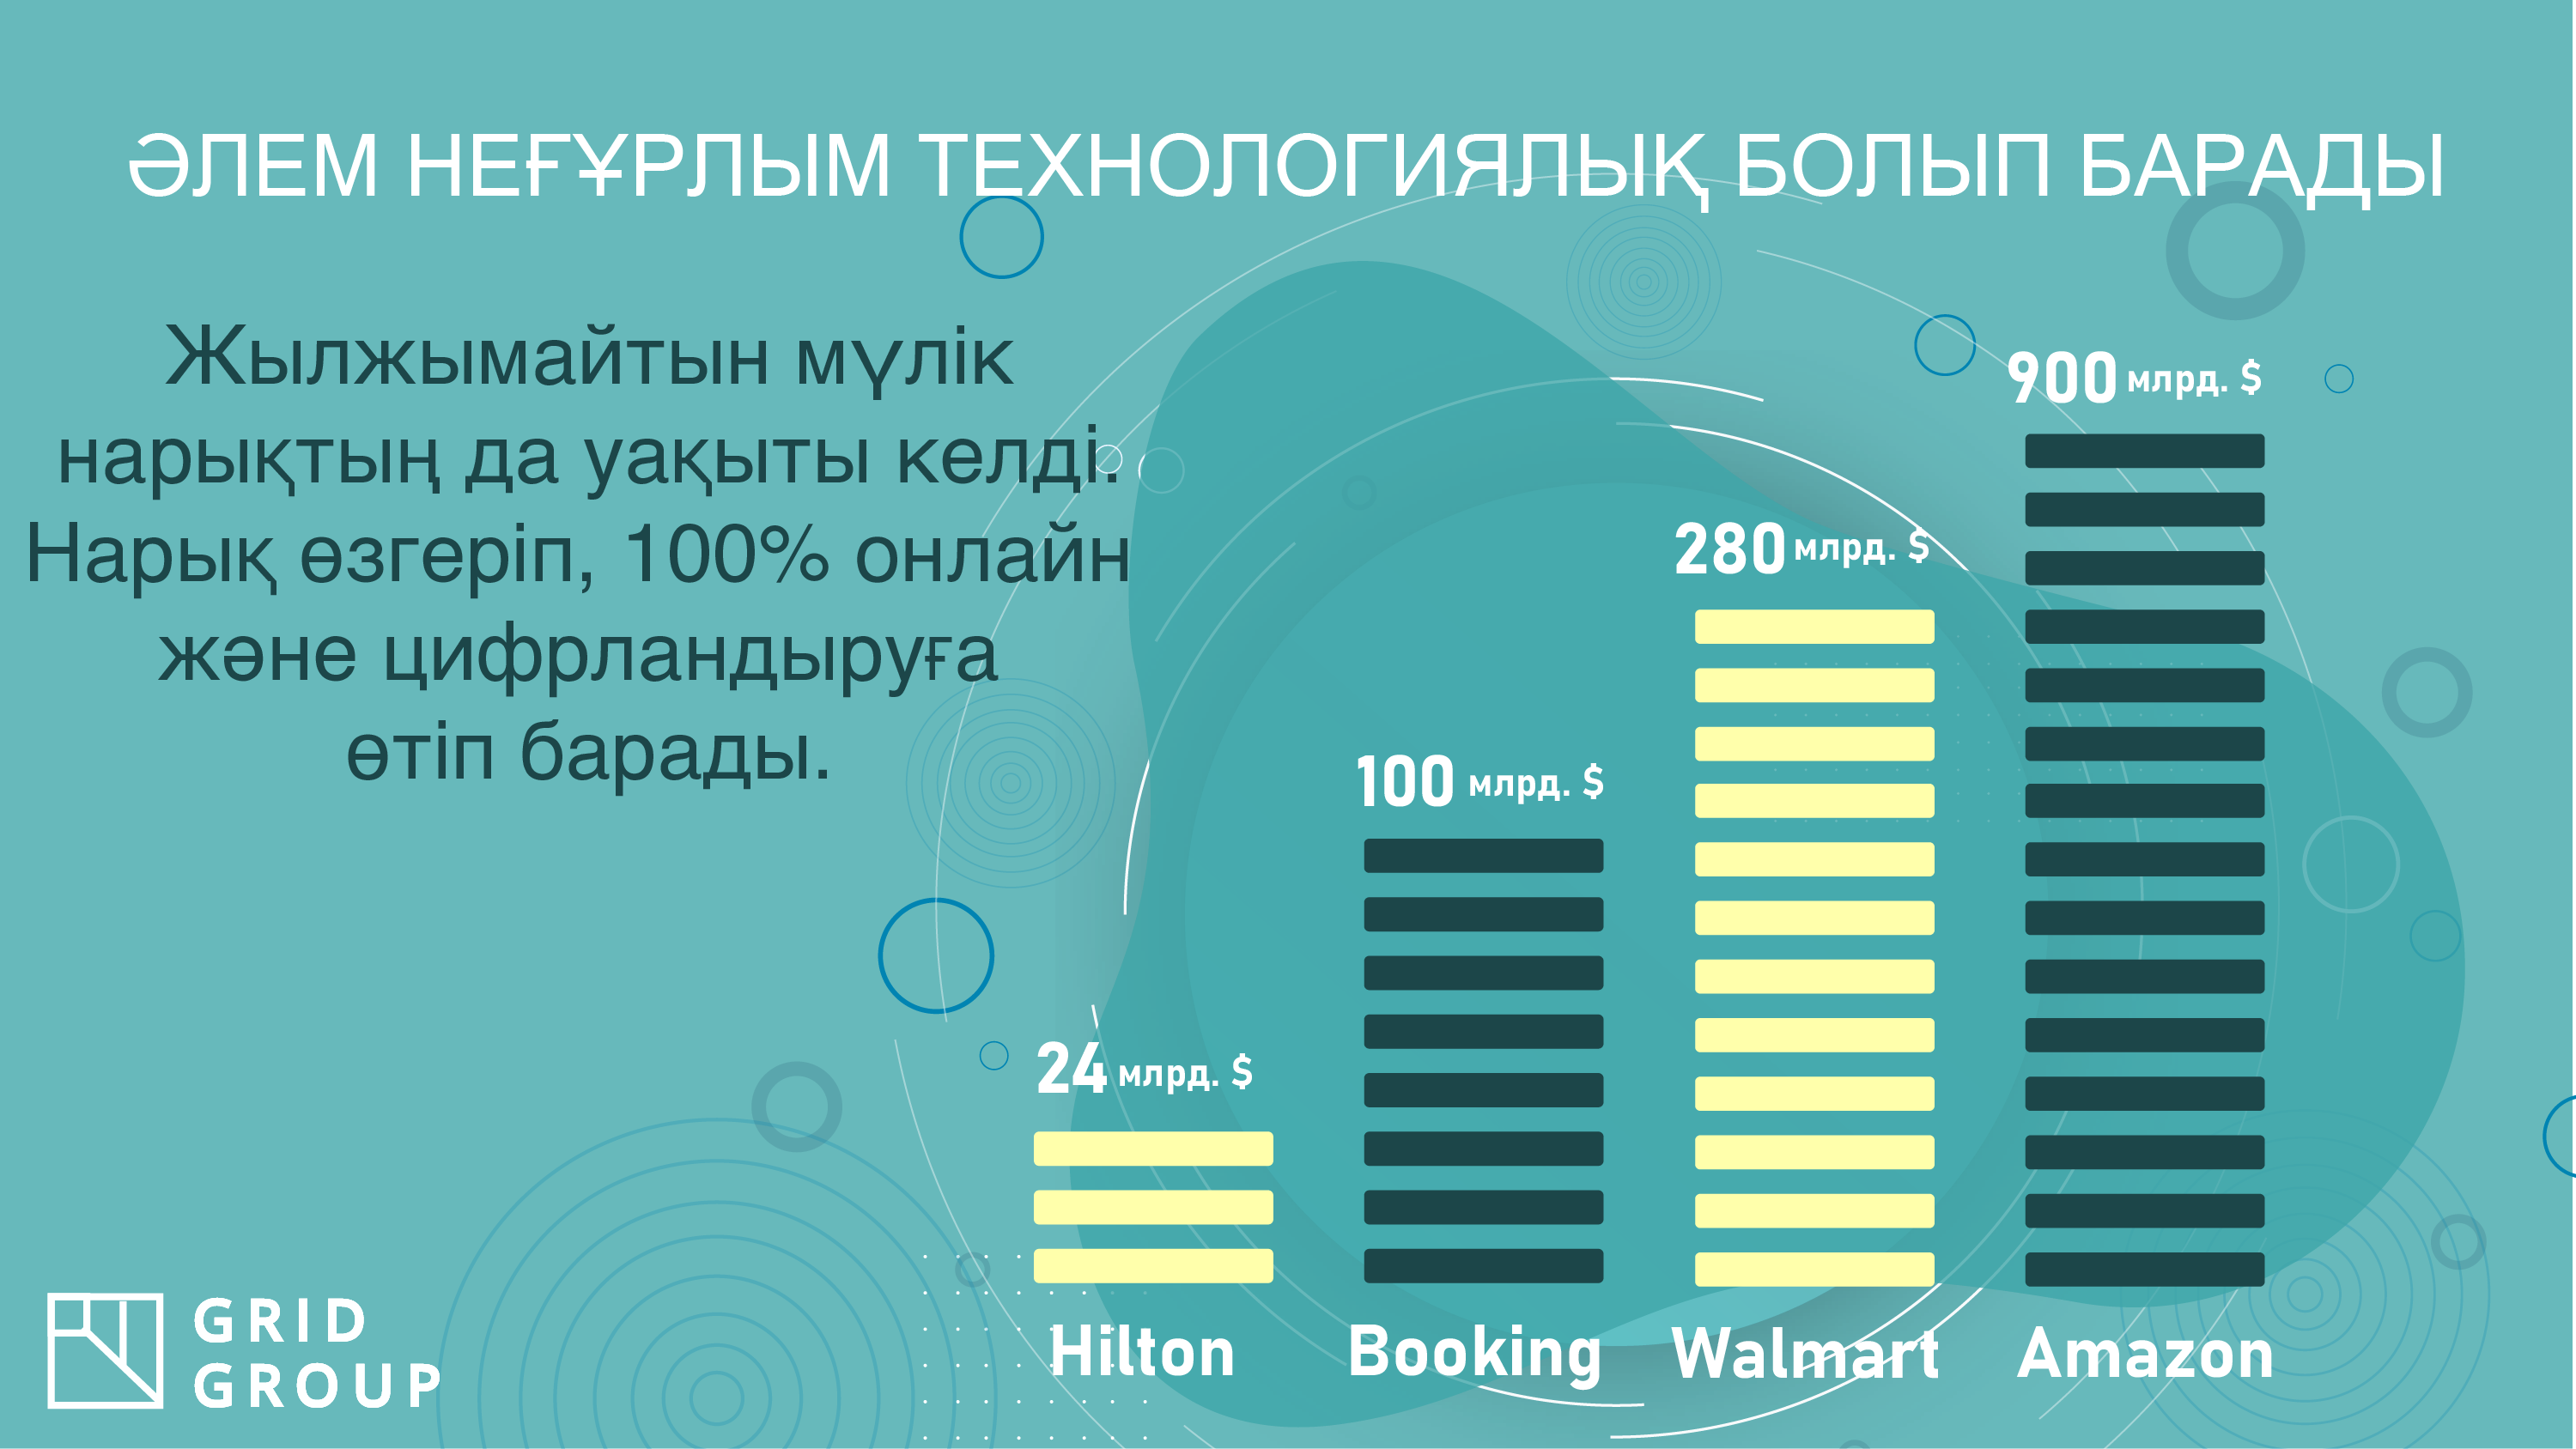 ӘЛЕМ НЕҒҰРЛЫМ ТЕХНОЛОГИЯЛЫҚ БОЛЫП БАРАДЫ
Жылжымайтын мүлік
нарықтың да уақыты келді.
Нарық өзгеріп, 100% онлайн
және цифрландыруға
өтіп барады.
24 млрд. $
100 млрд. $
280 млрд. $
900 млрд. $
Hilton
Booking
Walmart
Amazon
GRID
GROUP